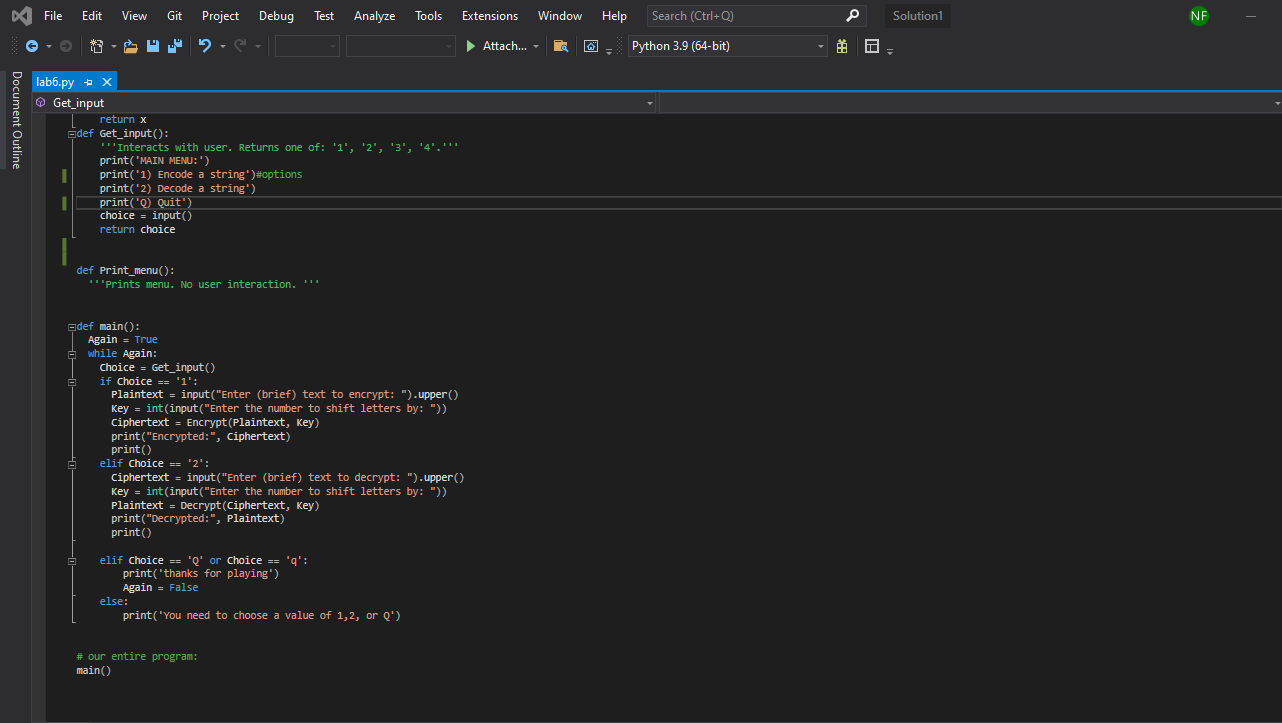 File Edit View Git Project Debug Test Analyze Tools Extensions Window Help Search (Ctrl+Q) Solution1 NF
Attach... Python 3.9 (64-bit)
Document Outline
lab6.py
Get_input
return x
def Get_input():
'''Interacts with user. Returns one of: '1', '2', '3', '4'.'''
print('MAIN MENU:')
print('1) Encode a string')#options
print('2) Decode a string')
print('Q) Quit')
choice = input()
return choice
def Print_menu():
'''Prints menu. No user interaction. '''
def main():
Again = True
while Again:
Choice = Get_input()
if Choice == '1':
Plaintext = input("Enter (brief) text to encrypt: ").upper()
Key = int(input("Enter the number to shift letters by: "))
Ciphertext = Encrypt(Plaintext, Key)
print("Encrypted:", Ciphertext)
print()
elif Choice == '2':
Ciphertext = input("Enter (brief) text to decrypt: ").upper()
Key = int(input("Enter the number to shift letters by: "))
Plaintext = Decrypt(Ciphertext, Key)
print("Decrypted:", Plaintext)
print()
elif Choice == 'Q' or Choice == 'q':
print('thanks for playing')
Again = False
else:
print('You need to choose a value of 1,2, or Q')
# our entire program:
main()